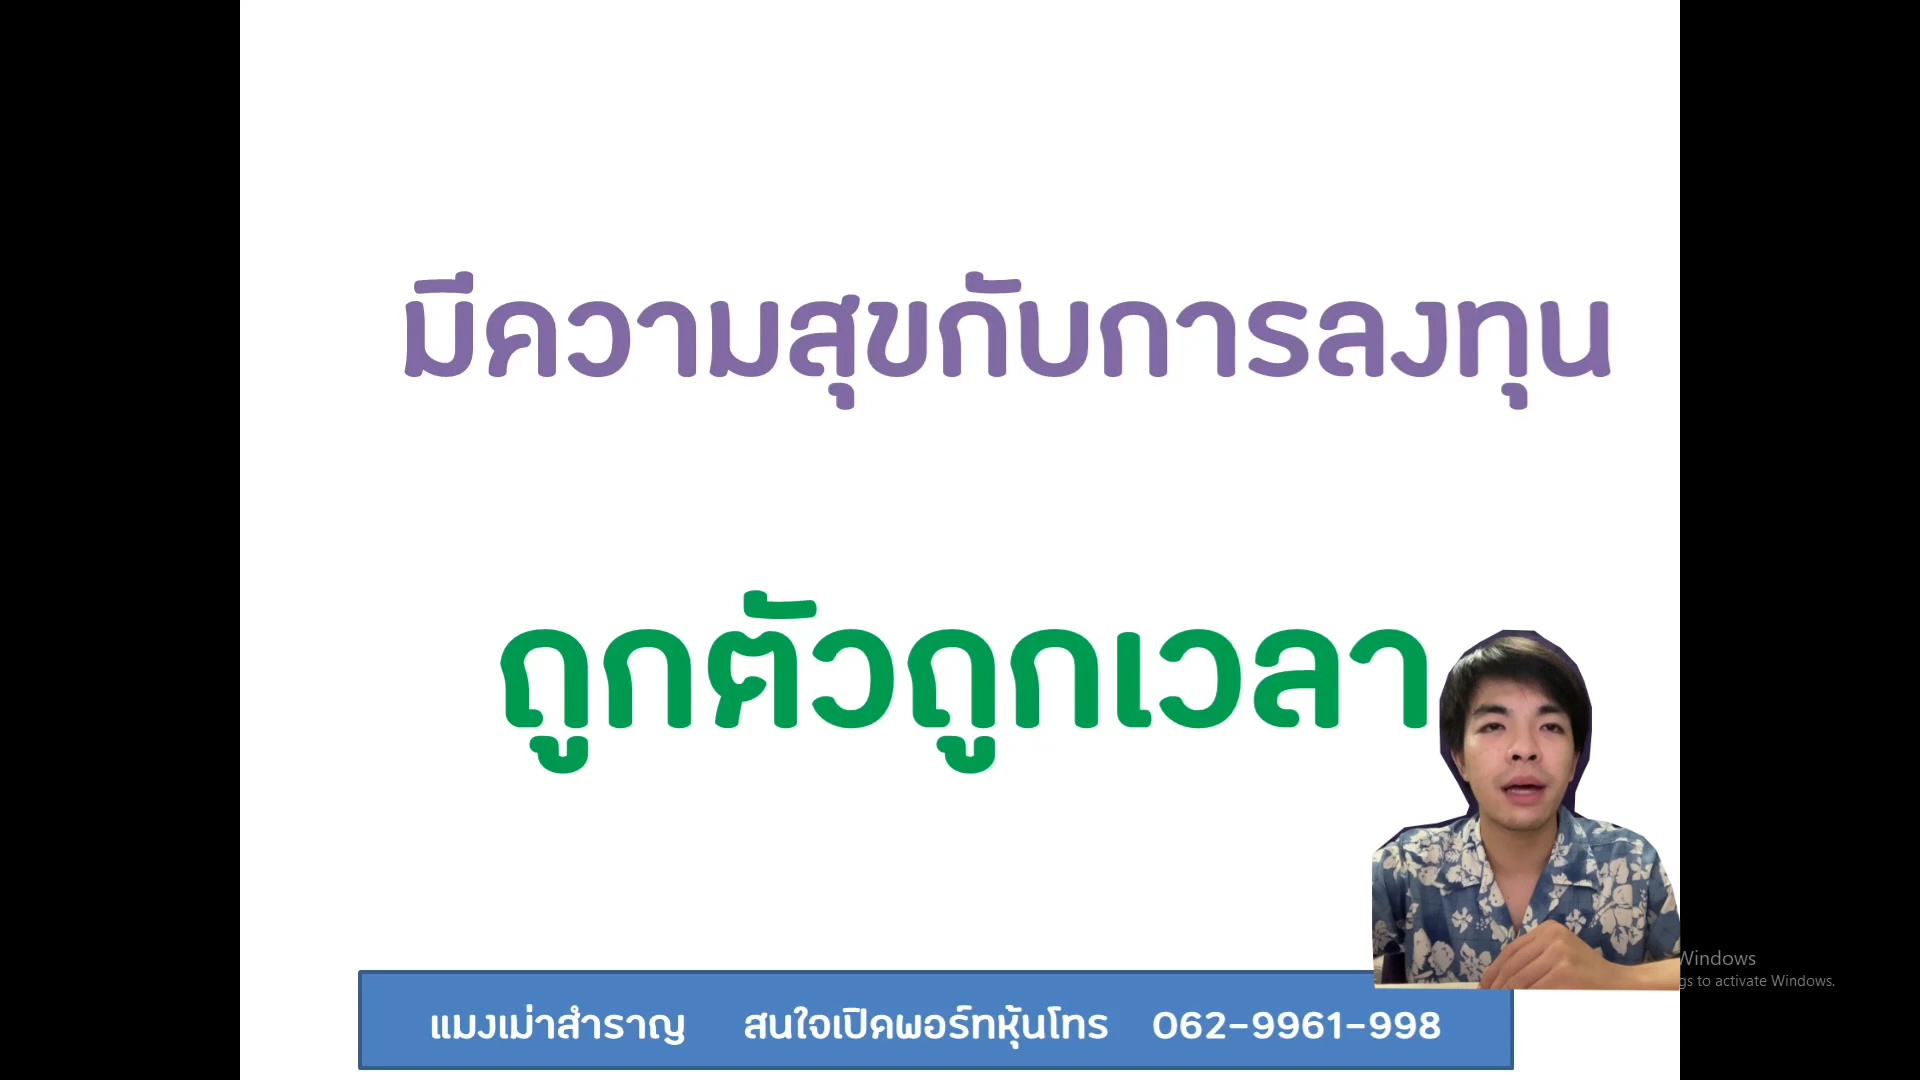 มีความสุขกับการลงทุน
ถูกตัวถูกเวลา
Windows
gs to activate Windows.
แมงเม่าสำราญ สนใจเปิดพอร์ทหุ้นโทร 062-9961-998